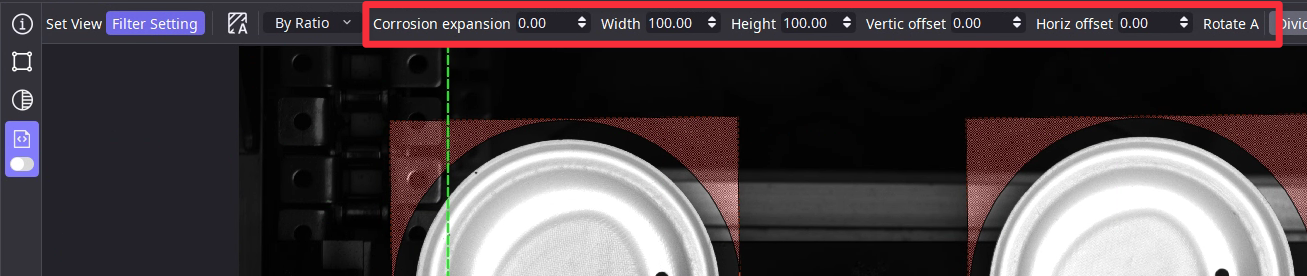 Set View Filter Setting A By Ratio Corrosion expansion 0.00 Width 100.00 Height 100.00 Vertic offset 0.00 Horiz offset 0.00 Rotate A